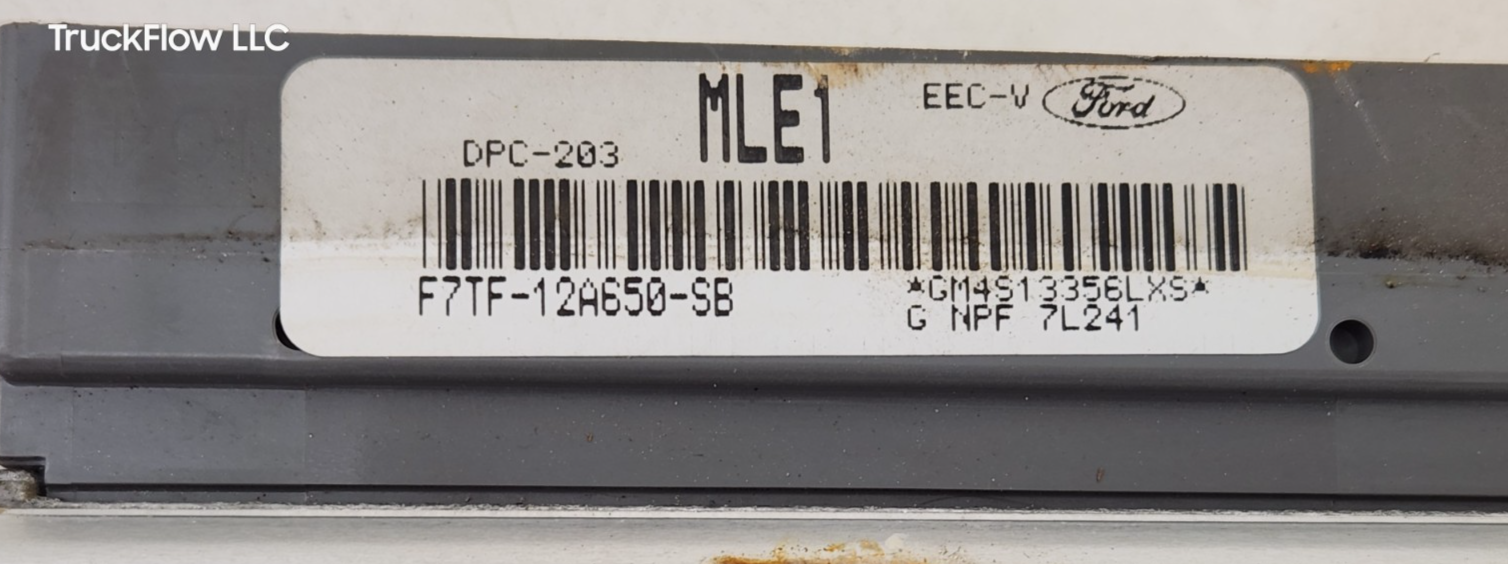 TruckFlow LLC
MLE1
EEC-V Ford
DPC-203
F7TF-12A650-SB
*GM4S13356LXS*
G NPF 7L241